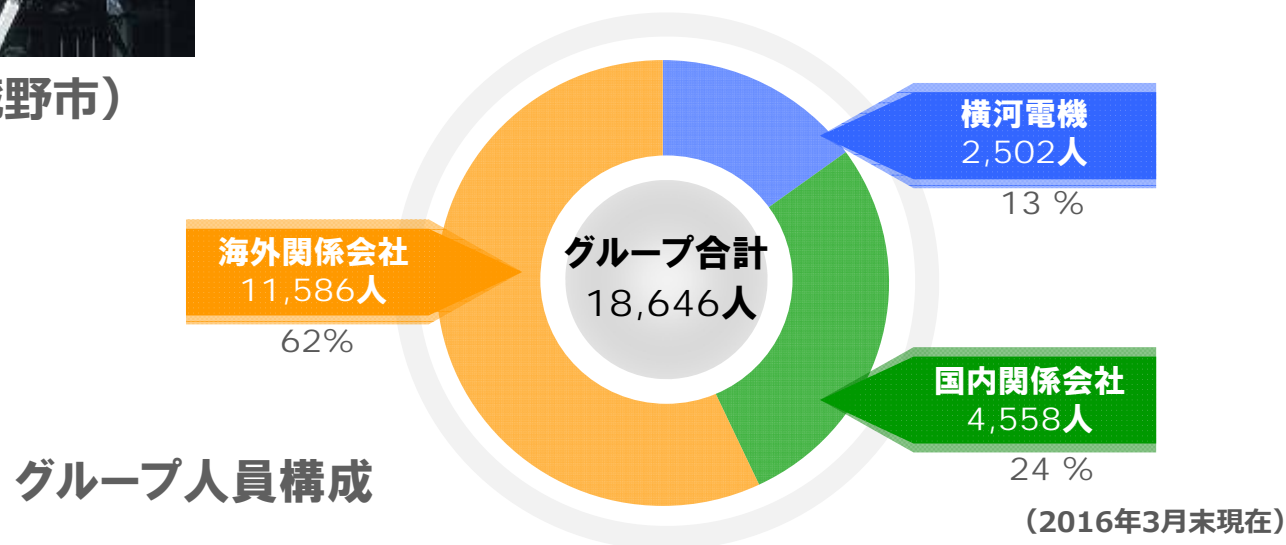 野市）
横河電機
2,502人
13 %
海外関係会社
11,586人
62%
グループ合計
18,646人
国内関係会社
4,558人
24 %
グループ人員構成
（2016年3月末現在）